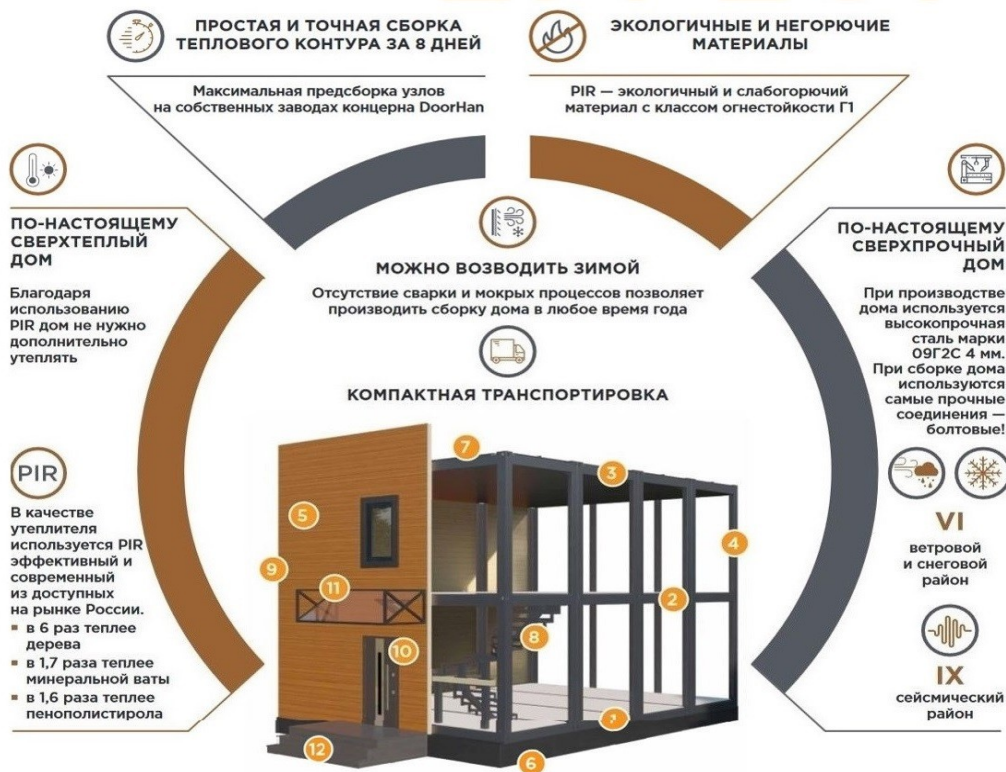 ПРОСТАЯ И ТОЧНАЯ СБОРКА
ТЕПЛОВОГО КОНТУРА ЗА 8 ДНЕЙ
Максимальная предсборка узлов
на собственных заводах концерна DoorHan
ЭКОЛОГИЧНЫЕ И НЕГОРЮЧИЕ
МАТЕРИАЛЫ
PIR — экологичный и слабогорючий
материал с классом огнестойкости Г1
ПО-НАСТОЯЩЕМУ
СВЕРХТЕПЛЫЙ
ДОМ
Благодаря
использованию
PIR дом не нужно
дополнительно
утеплять
PIR
В качестве
утеплителя
используется PIR
эффективный и
современный
из доступных
на рынке России.
▪ в 6 раз теплее
дерева
▪ в 1,7 раза теплее
минеральной ваты
▪ в 1,6 раза теплее
пенополистирола
МОЖНО ВОЗВОДИТЬ ЗИМОЙ
Отсутствие сварки и мокрых процессов позволяет
производить сборку дома в любое время года
КОМПАКТНАЯ ТРАНСПОРТИРОВКА
7
3
5
4
9
11
2
8
10
12
6
ПО-НАСТОЯЩЕМУ
СВЕРХПРОЧНЫЙ
ДОМ
При производстве
дома используется
высокопрочная
сталь марки
09Г2С 4 мм.
При сборке дома
используются
самые прочные
соединения —
болтовые!
VI
ветровой
и снеговой
район
IX
сейсмический
район